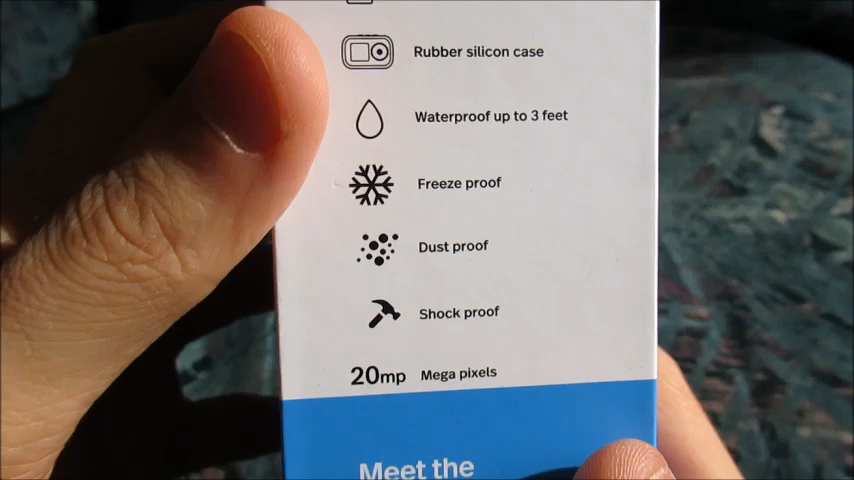 Rubber silicon case
Waterproof up to 3 feet
Freeze proof
Dust proof
Shock proof
20mp Mega pixels
Meet the